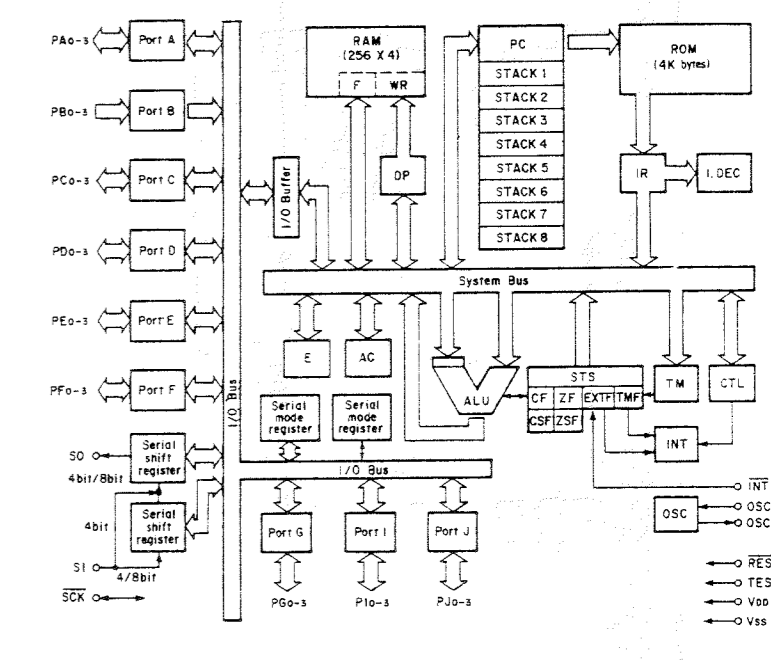 PA0-3
Port A
RAM
(256 X 4)
F
WR
PC
ROM
(4K bytes)
STACK 1
STACK 2
STACK 3
STACK 4
STACK 5
STACK 6
STACK 7
STACK 8
PB0-3
Port B
PC0-3
Port C
I/O Buffer
DP
IR
I. DEC
PD0-3
Port D
System Bus
PE0-3
Port E
E
AC
ALU
STS
CF
ZF
EXTF
TMF
CSF
ZSF
TM
CTL
PF0-3
Port F
I/O Bus
Serial
mode
register
Serial
mode
register
INT
SO
Serial
shift
register
4bit/8bit
I/O Bus
INT
OSC
OSC
OSC
4bit
Serial
shift
register
Port G
Port I
Port J
SI
4/8bit
RES
TES
SCK
PG0-3
PI0-3
PJ0-3
VDD
VSS